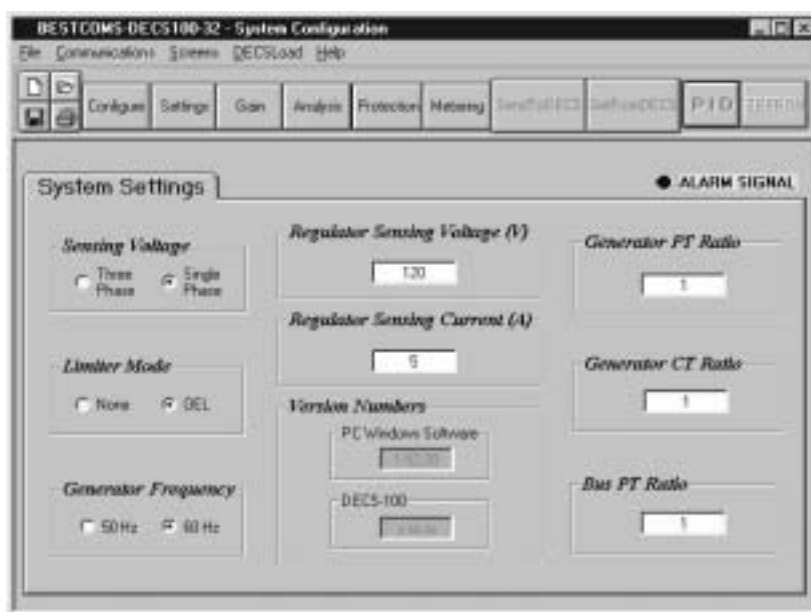 BESTCOMS-DECS100-32 - System Configuration
File Communications Screens DECSLoad Help
Configure Settings Gain Analysis Protection Metering SendToDECS GetFromDECS PID
System Settings
ALARM SIGNAL
Sensing Voltage
Three Phase Single Phase
Regulator Sensing Voltage (V)
120
Generator PT Ratio
1
Regulator Sensing Current (A)
5
Limiter Mode
None OEL
Generator CT Ratio
1
Version Numbers
PC Windows Software
DECS-100
Generator Frequency
50 Hz 60 Hz
Bus PT Ratio
1